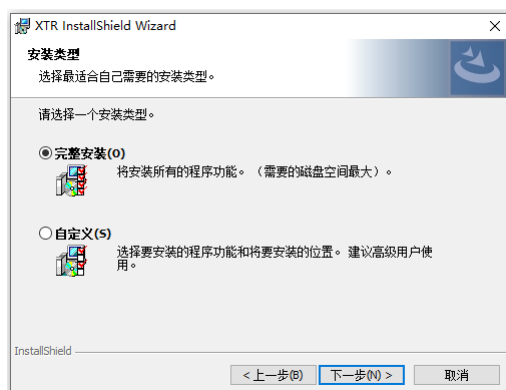 XTR InstallShield Wizard
安装类型
选择最适合自己需要的安装类型。
请选择一个安装类型。
完整安装(O)
将安装所有的程序功能。（需要的磁盘空间最大）。
自定义(S)
选择要安装的程序功能和将要安装的位置。建议高级用户使
用。
InstallShield
< 上一步(B) 下一步(N) > 取消